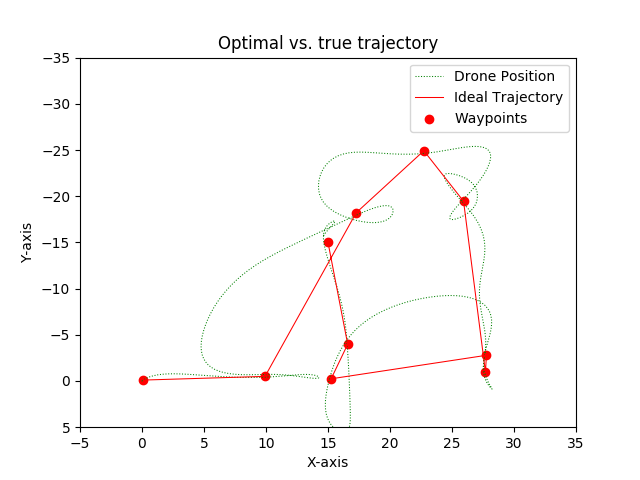 Optimal vs. true trajectory
Drone Position
Ideal Trajectory
Waypoints
−35
−30
−25
−20
−15
−10
−5
0
5
Y-axis
−5 0 5 10 15 20 25 30 35
X-axis